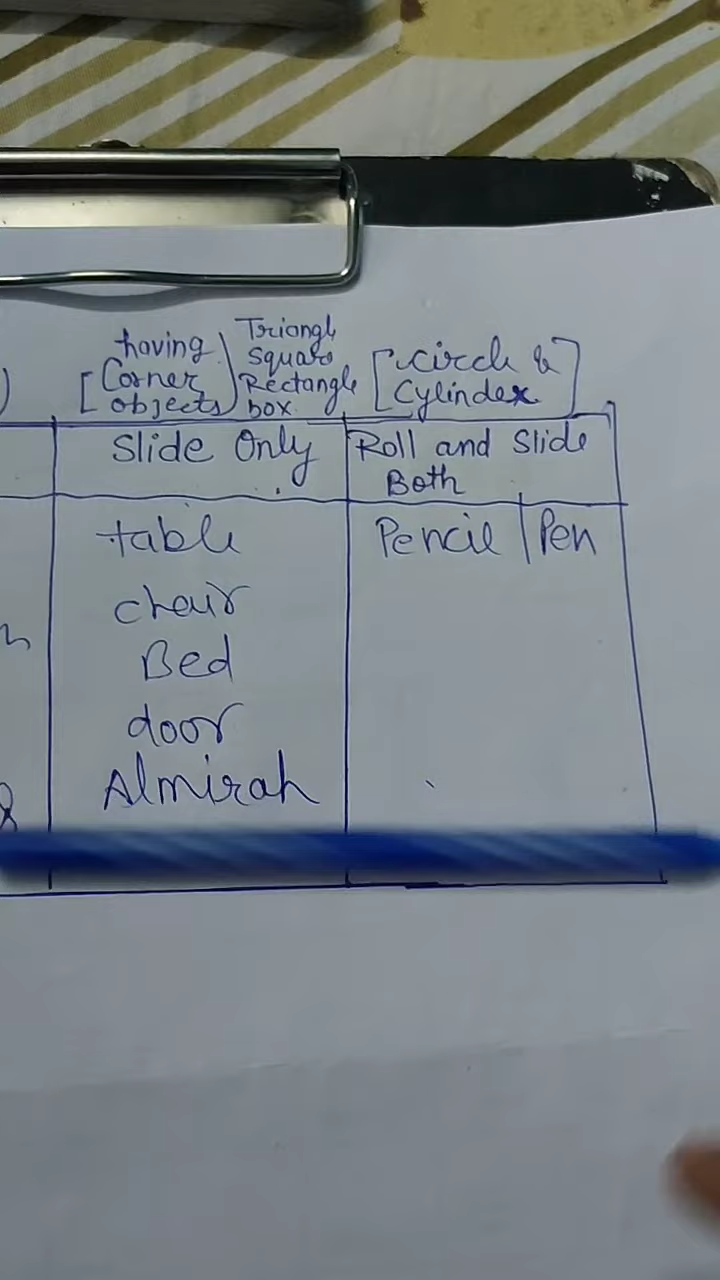 having
[Corner
objects)
Triangle
Square
Rectangle
box
[circle &
Cylinder]
Slide Only
Roll and Slide
Both
table
Pencil | Pen
chair
Bed
door
Almirah